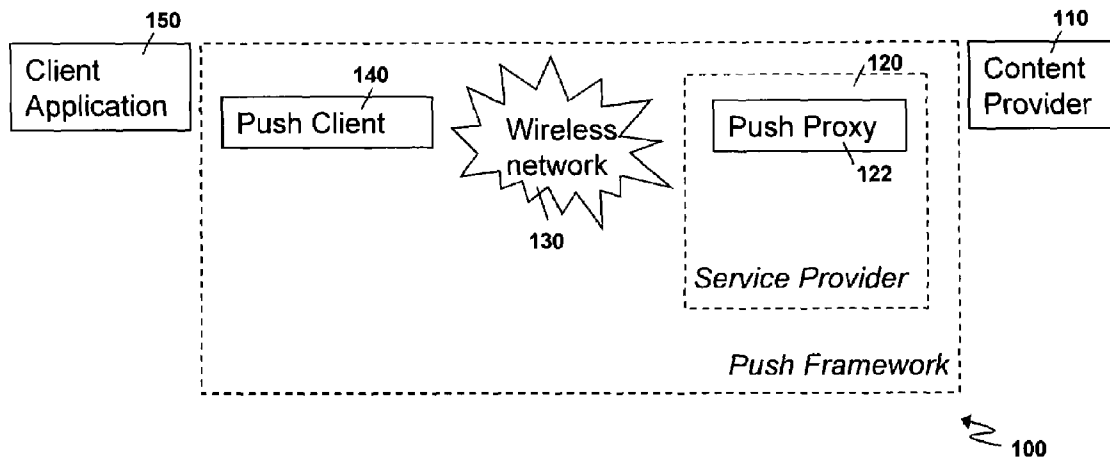 150
Client
Application
140
Push Client
Wireless
network
130
120
Push Proxy
122
Service Provider
Push Framework
110
Content
Provider
100